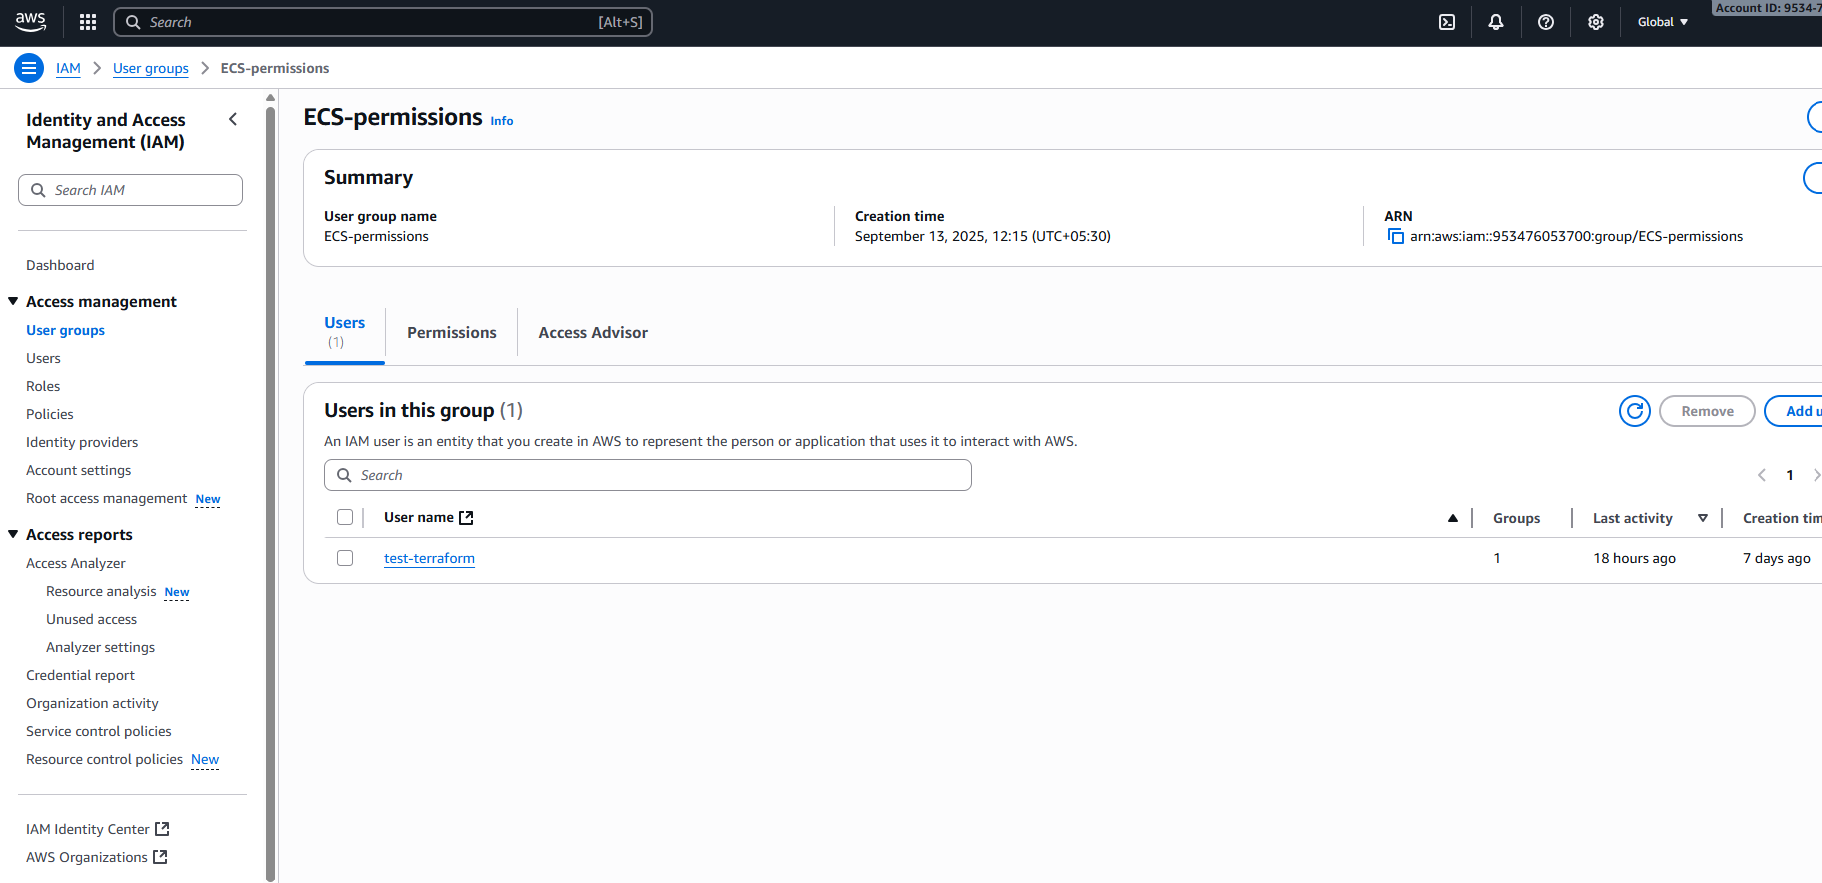 aws
Search [Alt+S]
Global
Account ID: 9534-7
IAM
User groups
ECS-permissions
Identity and Access
Management (IAM)
Search IAM
Dashboard
Access management
User groups
Users
Roles
Policies
Identity providers
Account settings
Root access management New
Access reports
Access Analyzer
Resource analysis New
Unused access
Analyzer settings
Credential report
Organization activity
Service control policies
Resource control policies New
IAM Identity Center
AWS Organizations
ECS-permissions Info
Summary
User group name
ECS-permissions
Creation time
September 13, 2025, 12:15 (UTC+05:30)
ARN
arn:aws:iam::953476053700:group/ECS-permissions
Users
(1)
Permissions
Access Advisor
Users in this group (1)
Remove
Add u
An IAM user is an entity that you create in AWS to represent the person or application that uses it to interact with AWS.
Search
1
User name Groups Last activity Creation tim
test-terraform 1 18 hours ago 7 days ago